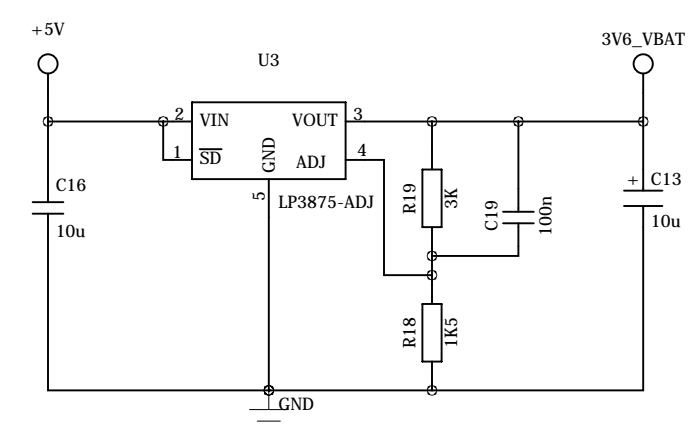 +5V
3V6_VBAT
U3
2 VIN VOUT 3
1 SD GND ADJ 4
5 LP3875-ADJ
C16
10u
R19
3K
C19
100n
+ C13
10u
R18
1K5
GND